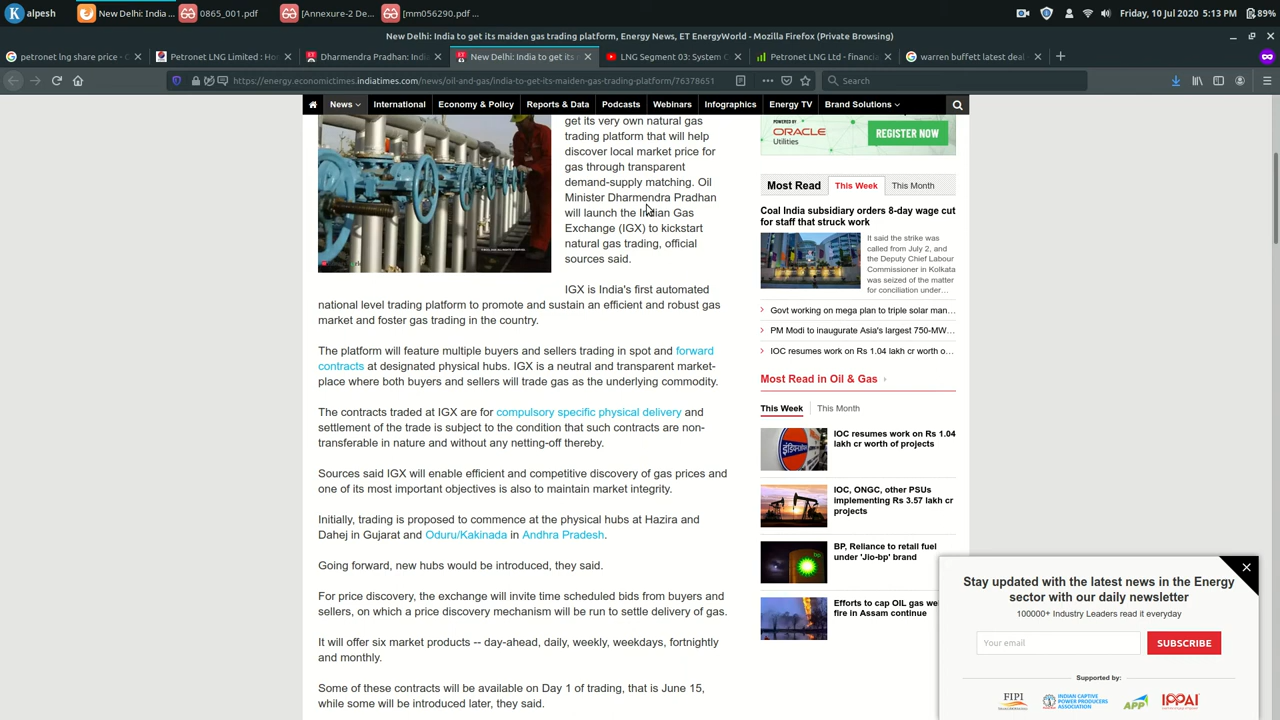 alpesh
New Delhi: India ...
0865_001.pdf
[Annexure-2 De...
[mm056290.pdf ...
Friday, 10 Jul 2020
5:13 PM
89%
New Delhi: India to get its maiden gas trading platform, Energy News, ET EnergyWorld - Mozilla Firefox (Private Browsing)
petronet lng share price - G
Petronet LNG Limited : Ho
Dharmendra Pradhan: Indi
New Delhi: India to get its
LNG Segment 03: System C
Petronet LNG Ltd - financia
warren buffett latest deal
https://energy.economictimes.indiatimes.com/news/oil-and-gas/india-to-get-its-maiden-gas-trading-platform/76378651
Search
News
International
Economy & Policy
Reports & Data
Podcasts
Webinars
Infographics
Energy TV
Brand Solutions
get its very own natural gas
trading platform that will help
discover local market price for
gas through transparent
demand-supply matching. Oil
Minister Dharmendra Pradhan
will launch the Indian Gas
Exchange (IGX) to kickstart
natural gas trading, official
sources said.
IGX is India's first automated
national level trading platform to promote and sustain an efficient and robust gas
market and foster gas trading in the country.
The platform will feature multiple buyers and sellers trading in spot and forward
contracts at designated physical hubs. IGX is a neutral and transparent market-
place where both buyers and sellers will trade gas as the underlying commodity.
The contracts traded at IGX are for compulsory specific physical delivery and
settlement of the trade is subject to the condition that such contracts are non-
transferable in nature and without any netting-off thereby.
Sources said IGX will enable efficient and competitive discovery of gas prices and
one of its most important objectives is also to maintain market integrity.
Initially, trading is proposed to commence at the physical hubs at Hazira and
Dahej in Gujarat and Oduru/Kakinada in Andhra Pradesh.
Going forward, new hubs would be introduced, they said.
For price discovery, the exchange will invite time scheduled bids from buyers and
sellers, on which a price discovery mechanism will be run to settle delivery of gas.
It will offer six market products -- day-ahead, daily, weekly, weekdays, fortnightly
and monthly.
Some of these contracts will be available on Day 1 of trading, that is June 15,
while some will be introduced later, they said.
POWERED BY
ORACLE
Utilities
REGISTER NOW
Most Read
This Week
This Month
Coal India subsidiary orders 8-day wage cut
for staff that struck work
It said the strike was
called from July 2, and
the Deputy Chief Labour
Commissioner in Kolkata
was seized of the matter
for conciliation under...
Govt working on mega plan to triple solar man...
PM Modi to inaugurate Asia's largest 750-MW...
IOC resumes work on Rs 1.04 lakh cr worth o...
Most Read in Oil & Gas
This Week
This Month
इंडियनऑयल
IOC resumes work on Rs 1.04
lakh cr worth of projects
IOC, ONGC, other PSUs
implementing Rs 3.57 lakh cr
projects
bp
BP, Reliance to retail fuel
under 'Jio-bp' brand
Efforts to cap OIL gas we
fire in Assam continue
Stay updated with the latest news in the Energy
sector with our daily newsletter
100000+ Industry Leaders read it everyday
Your email
SUBSCRIBE
Supported by:
FIPI
INDIAN CAPTIVE
POWER PRODUCERS
ASSOCIATION
APP
IPPAI